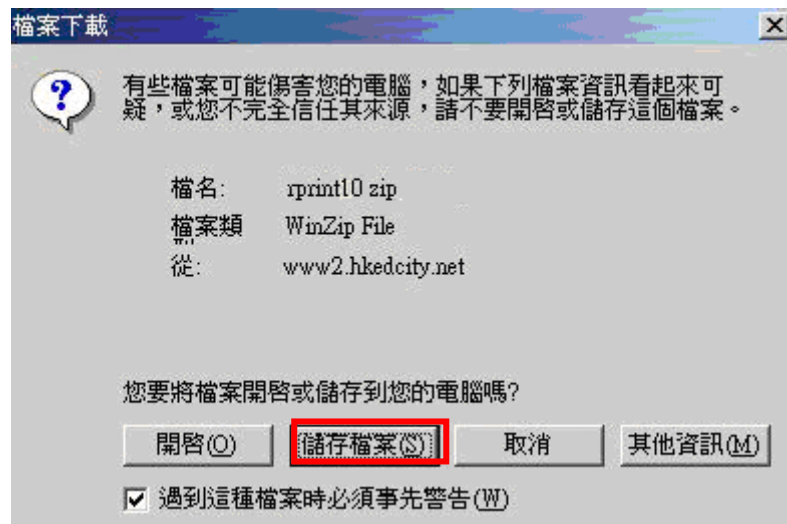 檔案下載
有些檔案可能傷害您的電腦，如果下列檔案資訊看起來可
疑，或您不完全信任其來源，請不要開啓或儲存這個檔案。
檔名: rprint10 zip
檔案類 WinZip File
從: www2.hkedcity.net
您要將檔案開啓或儲存到您的電腦嗎?
開啓(O) 儲存檔案(S) 取消 其他資訊(M)
遇到這種檔案時必須事先警告(W)